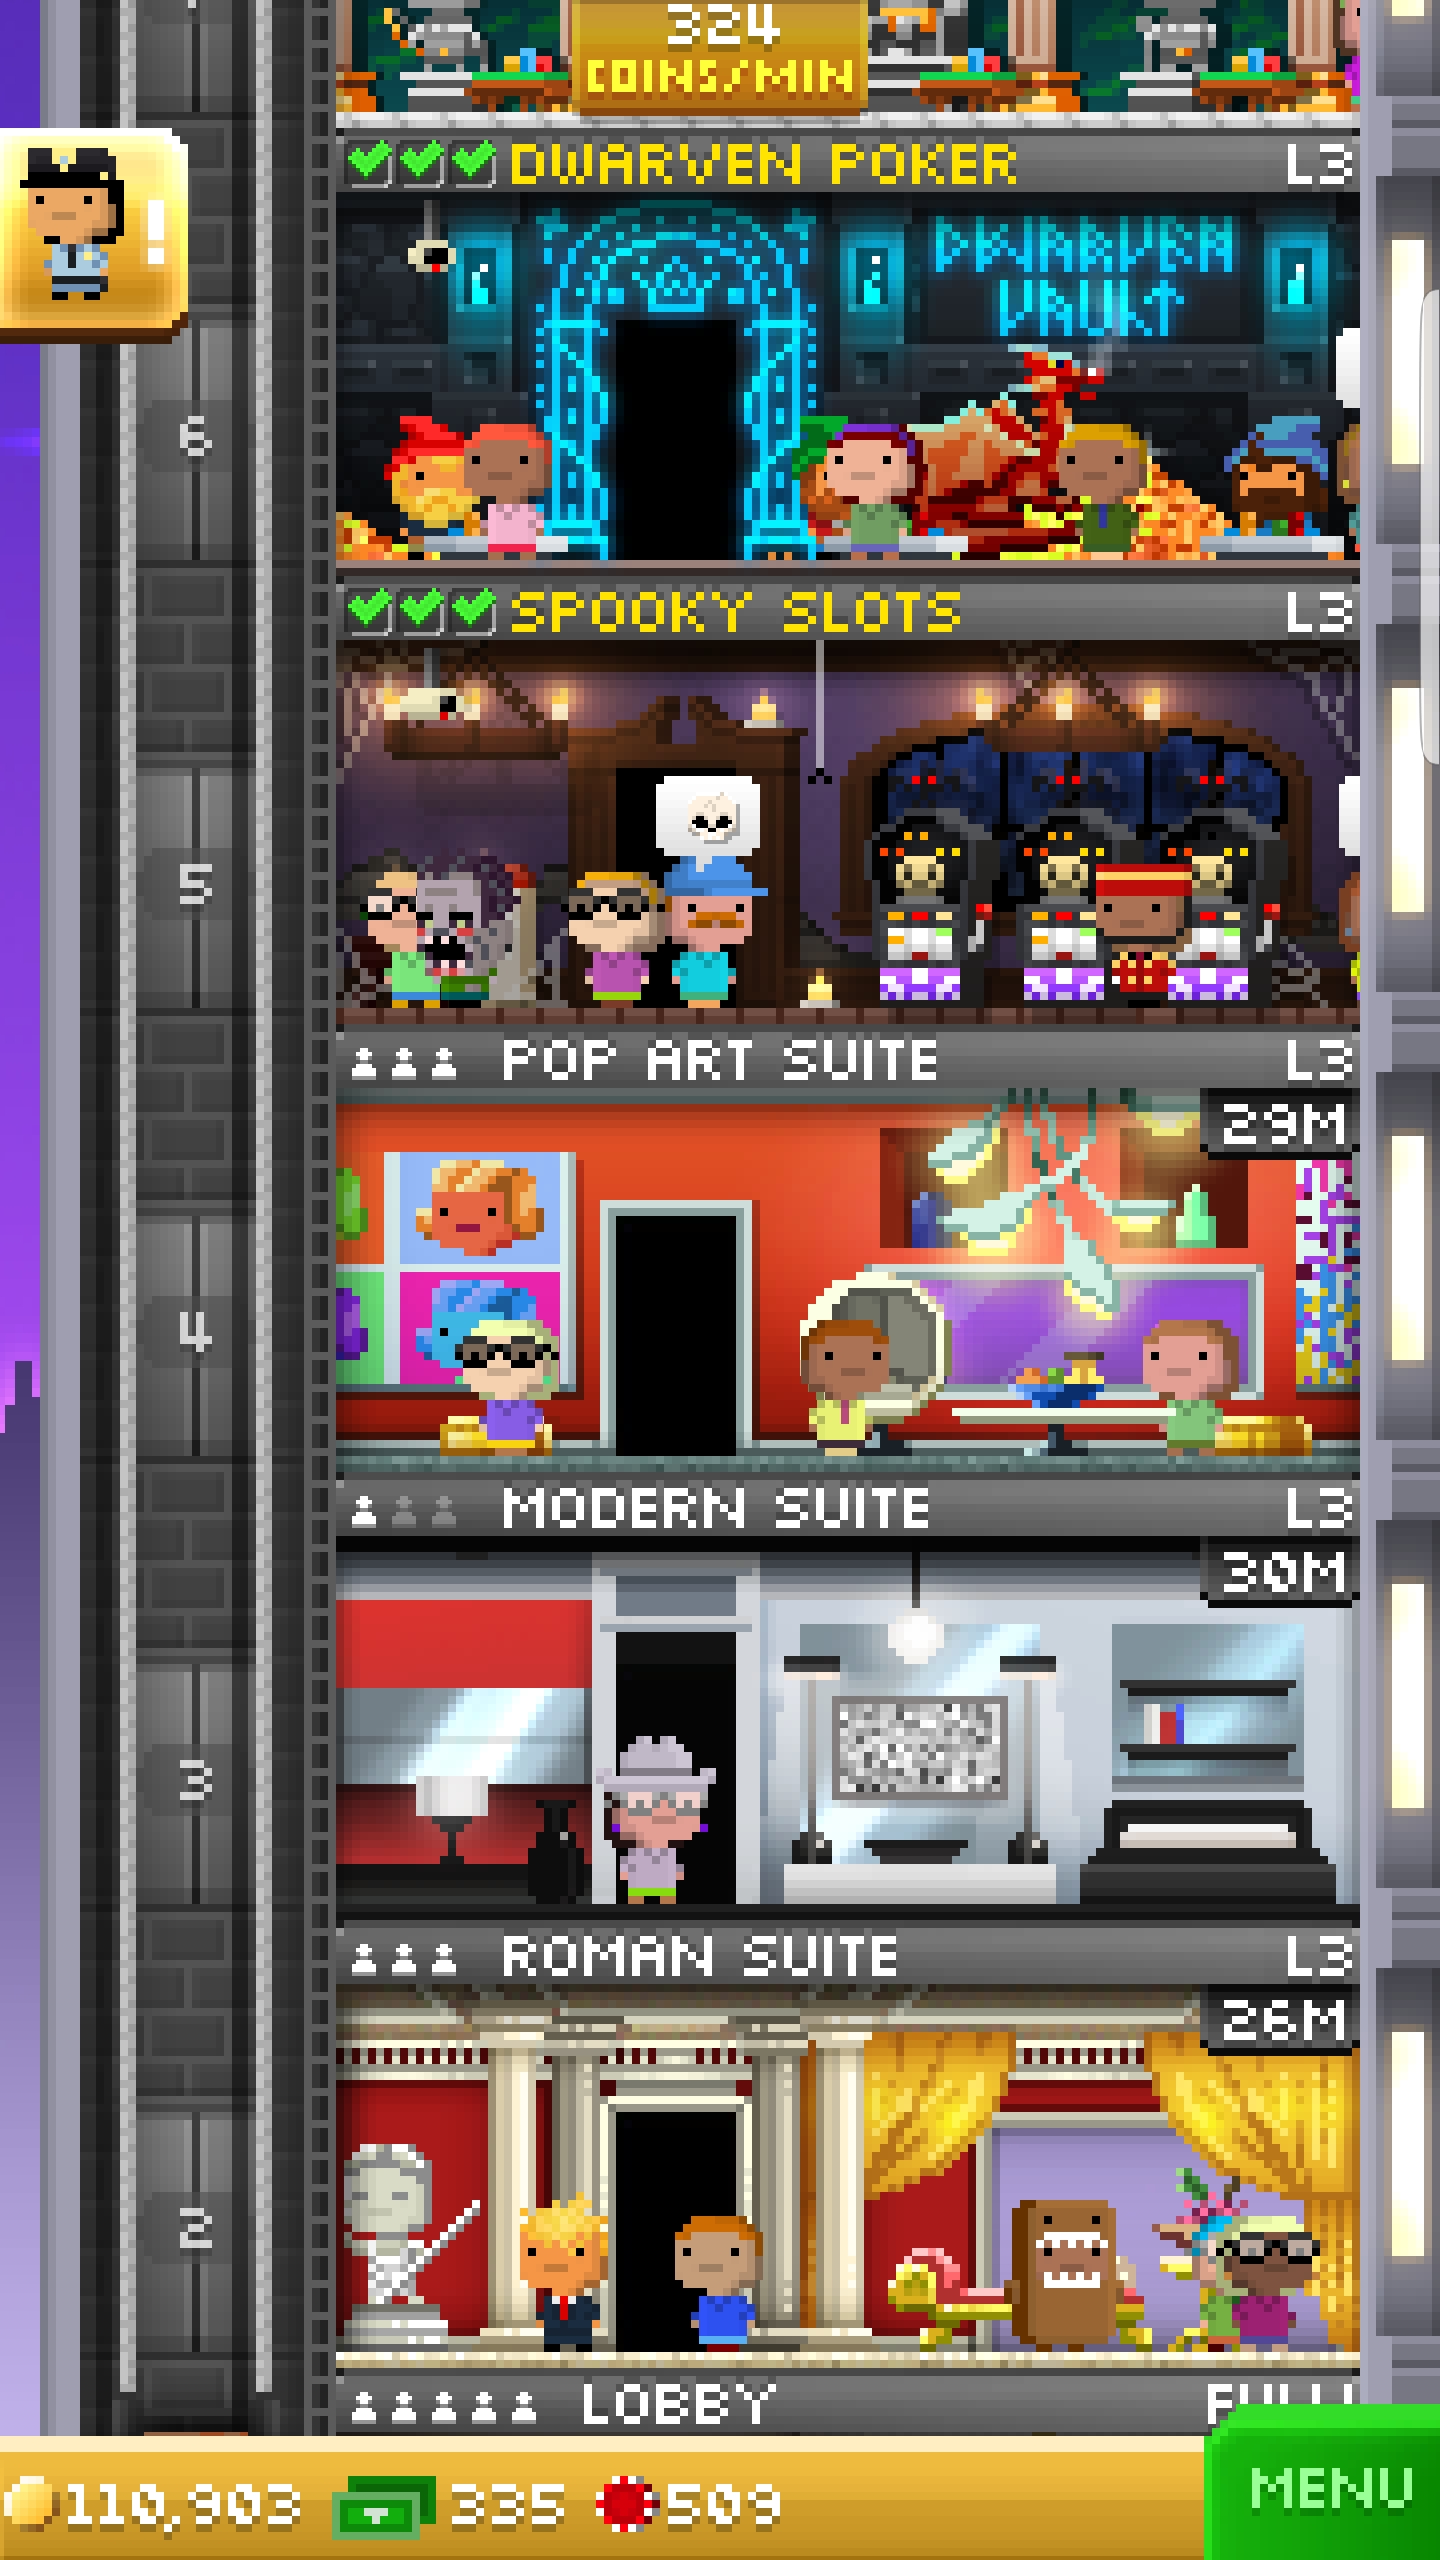 324
COINS/MIN
DWARVEN POKER L3
DWARVEN
VAULT
6
SPOOKY SLOTS L3
5
POP ART SUITE L3
29M
4
MODERN SUITE L3
30M
3
ROMAN SUITE L3
26M
2
LOBBY FULL!
110,903 335 509 MENU